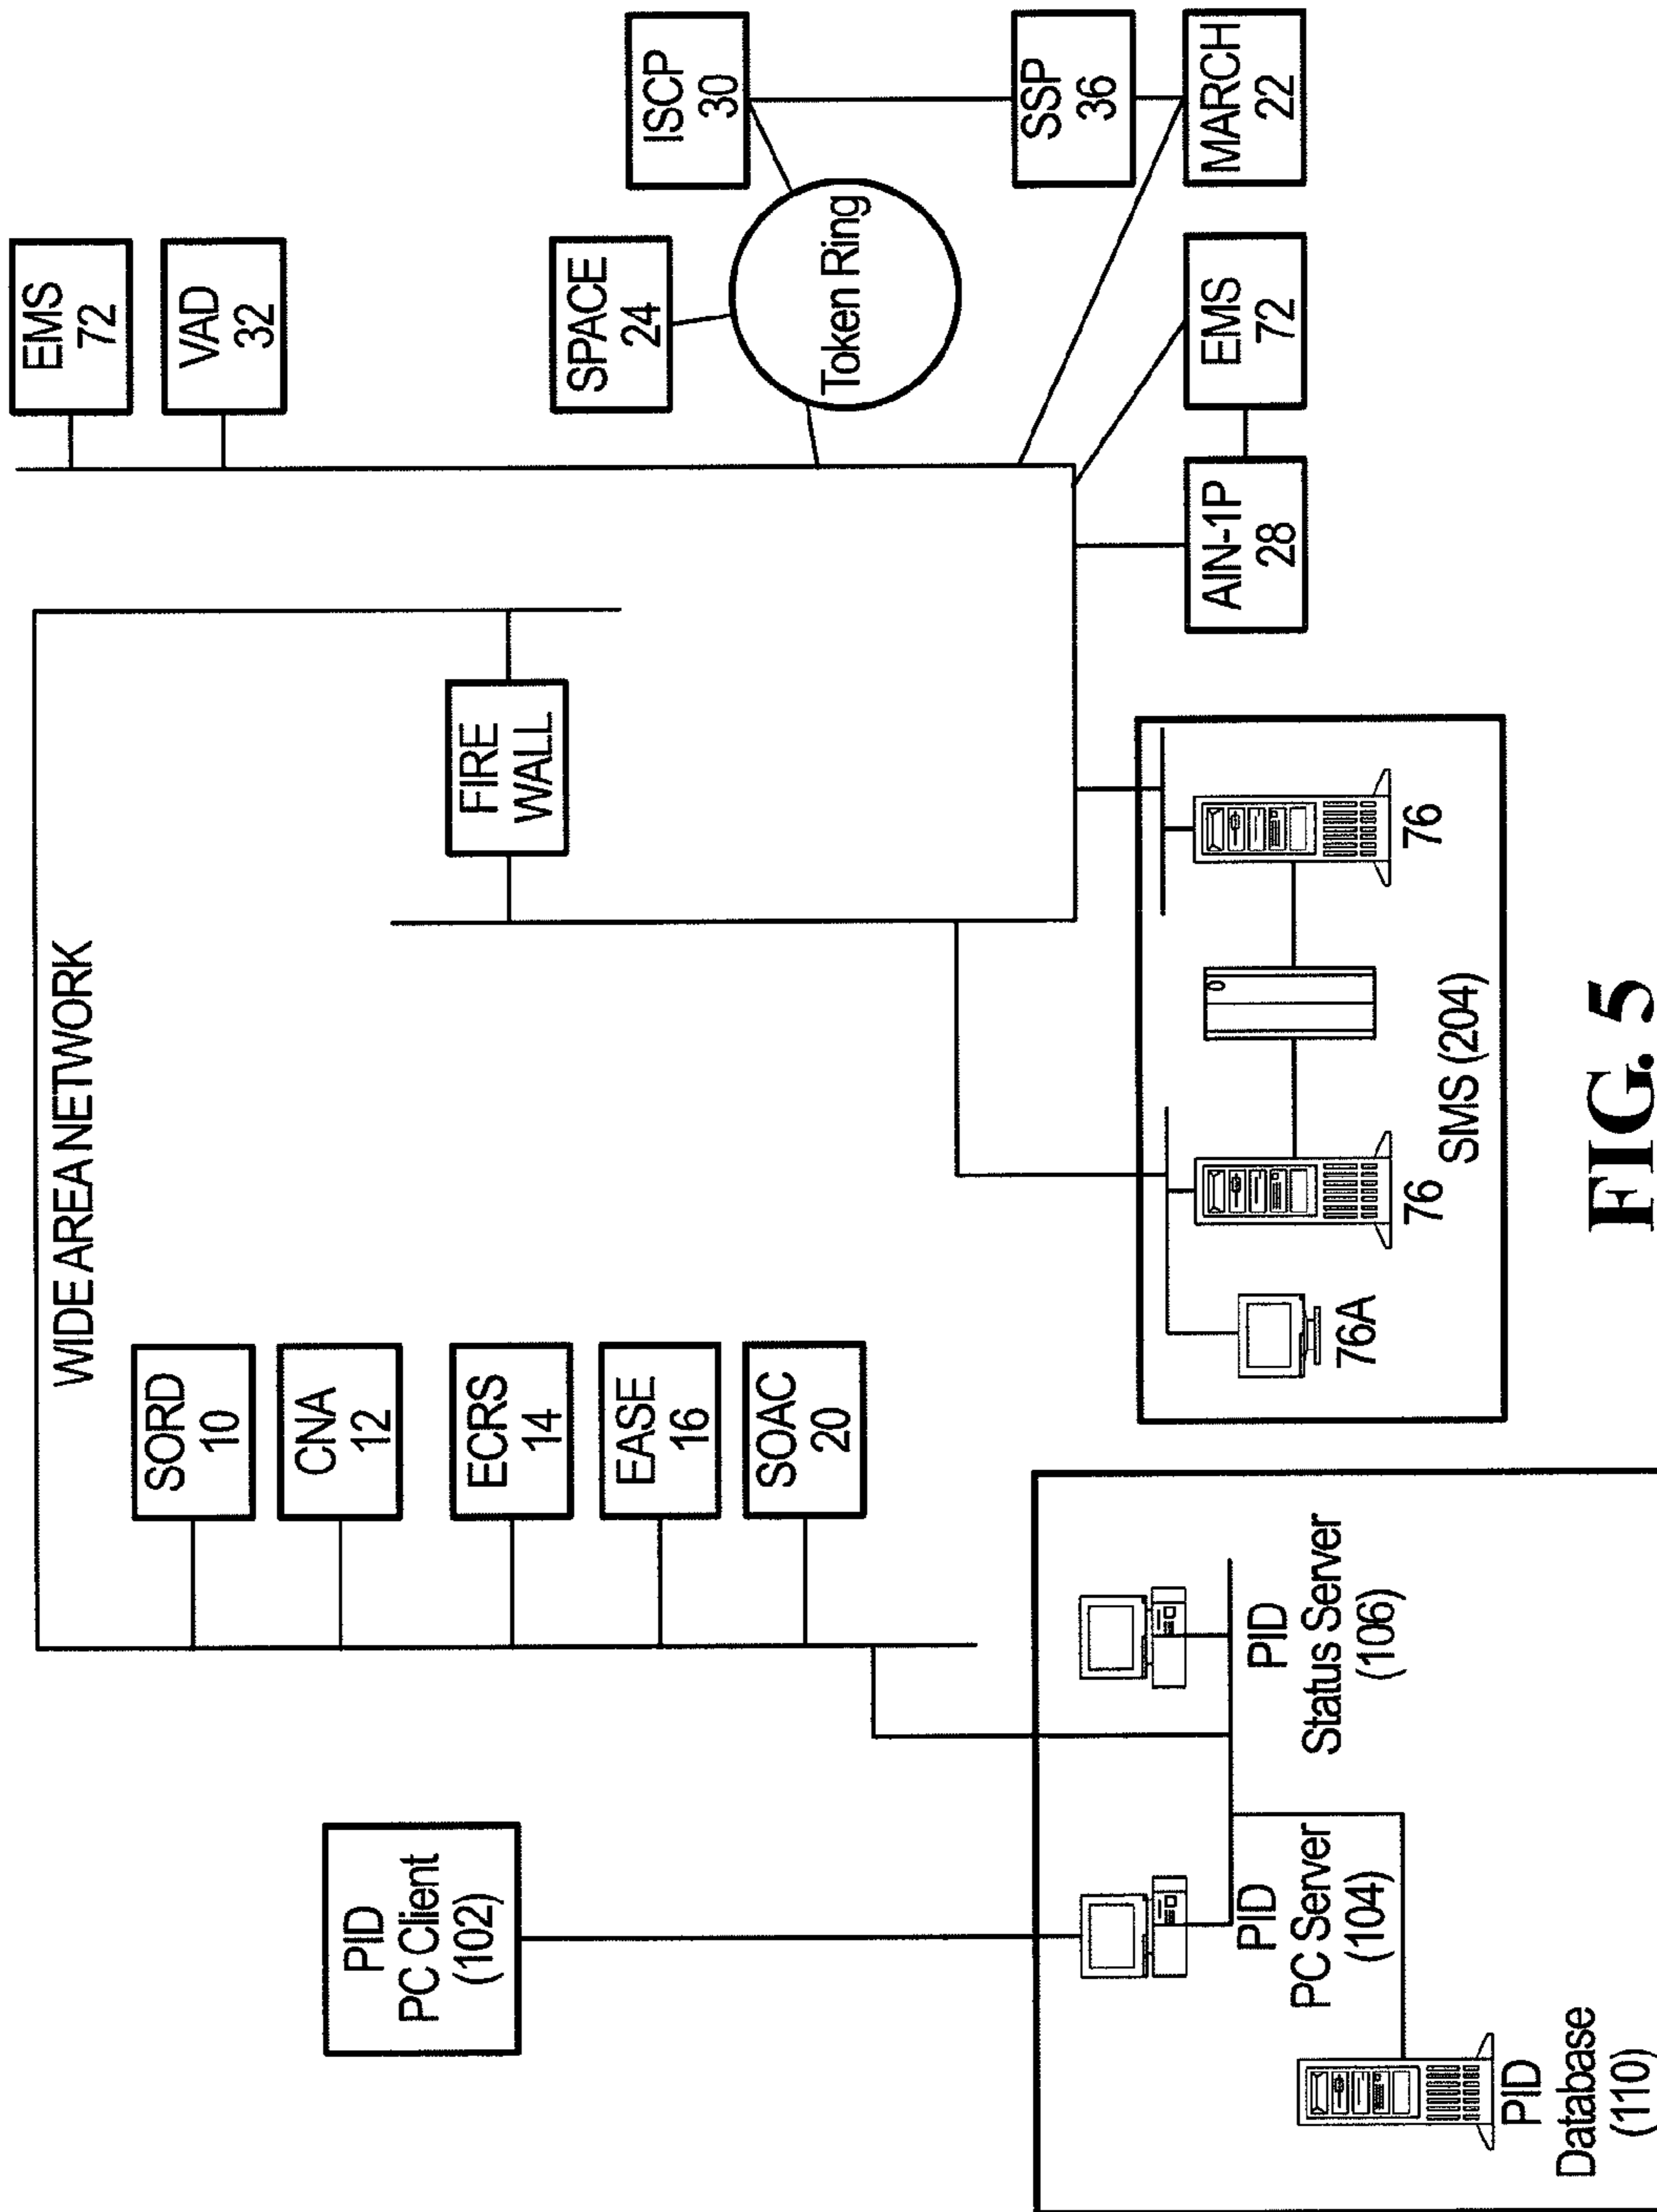 WIDE AREA NETWORK
SORD
10
CNA
12
ECRS
14
EASE
16
SOAC
20
FIRE
WALL
EMS
72
VAD
32
SPACE
24
Token Ring
ISCP
30
SSP
36
MARCH
22
EMS
72
AIN-1P
28
PID
PC Client
(102)
PID
PC Server
(104)
PID
Status Server
(106)
PID
Database
(110)
76A
76
76
SMS (204)
FIG. 5